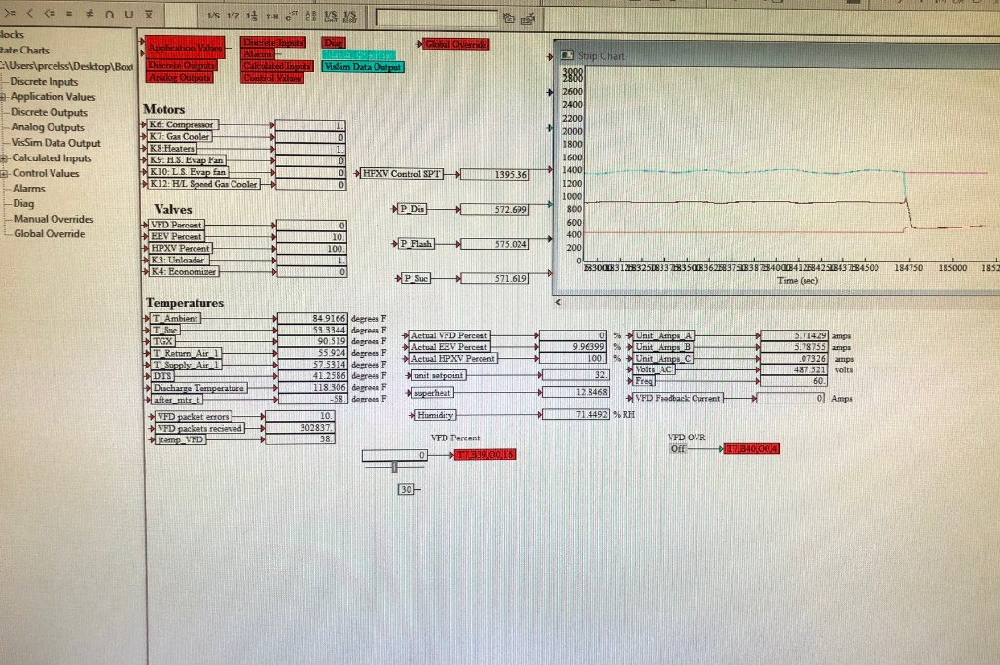 >= < <= = ≠ ∩ ∪ x̄ 1/S 1/Z
locks
tate Charts
:\Users\prcelss\Desktop\Box\
Discrete Inputs
Application Values
Discrete Outputs
Analog Outputs
VisSim Data Output
Calculated Inputs
Control Values
Alarms
Diag
Manual Overrides
Global Override
Application Values Discrete Inputs Diag Global Override
Alarms
Discrete Outputs Calculated Inputs VisSim Data Output
Analog Outputs Control Values
Motors
K6: Compressor 1.
K7: Gas Cooler 0
K8:Heaters 1.
K9: H.S. Evap Fan 0
K10: L.S. Evap fan 0
K12: H/L Speed Gas Cooler 0
HPXV Control SPT 1395.36
P_Dis 572.699
P_Flash 575.024
P_Suc 571.619
Valves
VFD Percent 0
EEV Percent 10.
HPXV Percent 100.
K3: Unloader 1.
K4: Economizer 0
Strip Chart
3000
2800
2600
2400
2200
2000
1800
1600
1400
1200
1000
800
600
400
200
0
184500 184750 185000 1852
Time (sec)
<
Temperatures
T_Ambient 84.9166 degrees F
T_Suc 53.3344 degrees F
TGX 90.519 degrees F
T_Return_Air_1 55.924 degrees F
T_Supply_Air_1 57.5314 degrees F
DTS 41.2586 degrees F
Discharge Temperature 118.306 degrees F
after_mtr_t -58. degrees F
VFD packet errors 10.
VFD packets recieved 302837.
jtemp_VFD 38.
Actual VFD Percent 0 %
Actual EEV Percent 9.96399 %
Actual HPXV Percent 100 %
unit setpoint 32.
superheat 12.8468
Humidity 71.4492 % RH
Unit_Amps_A 5.71429 amps
Unit_Amps_B 5.78755 amps
Unit_Amps_C .07326 amps
Volts_AC 487.521 volts
Freq 60.
VFD Feedback Current 0 Amps
VFD Percent
0 T7,B39,O0,18
30
VFD OVR
Off T7,B40,O0,4